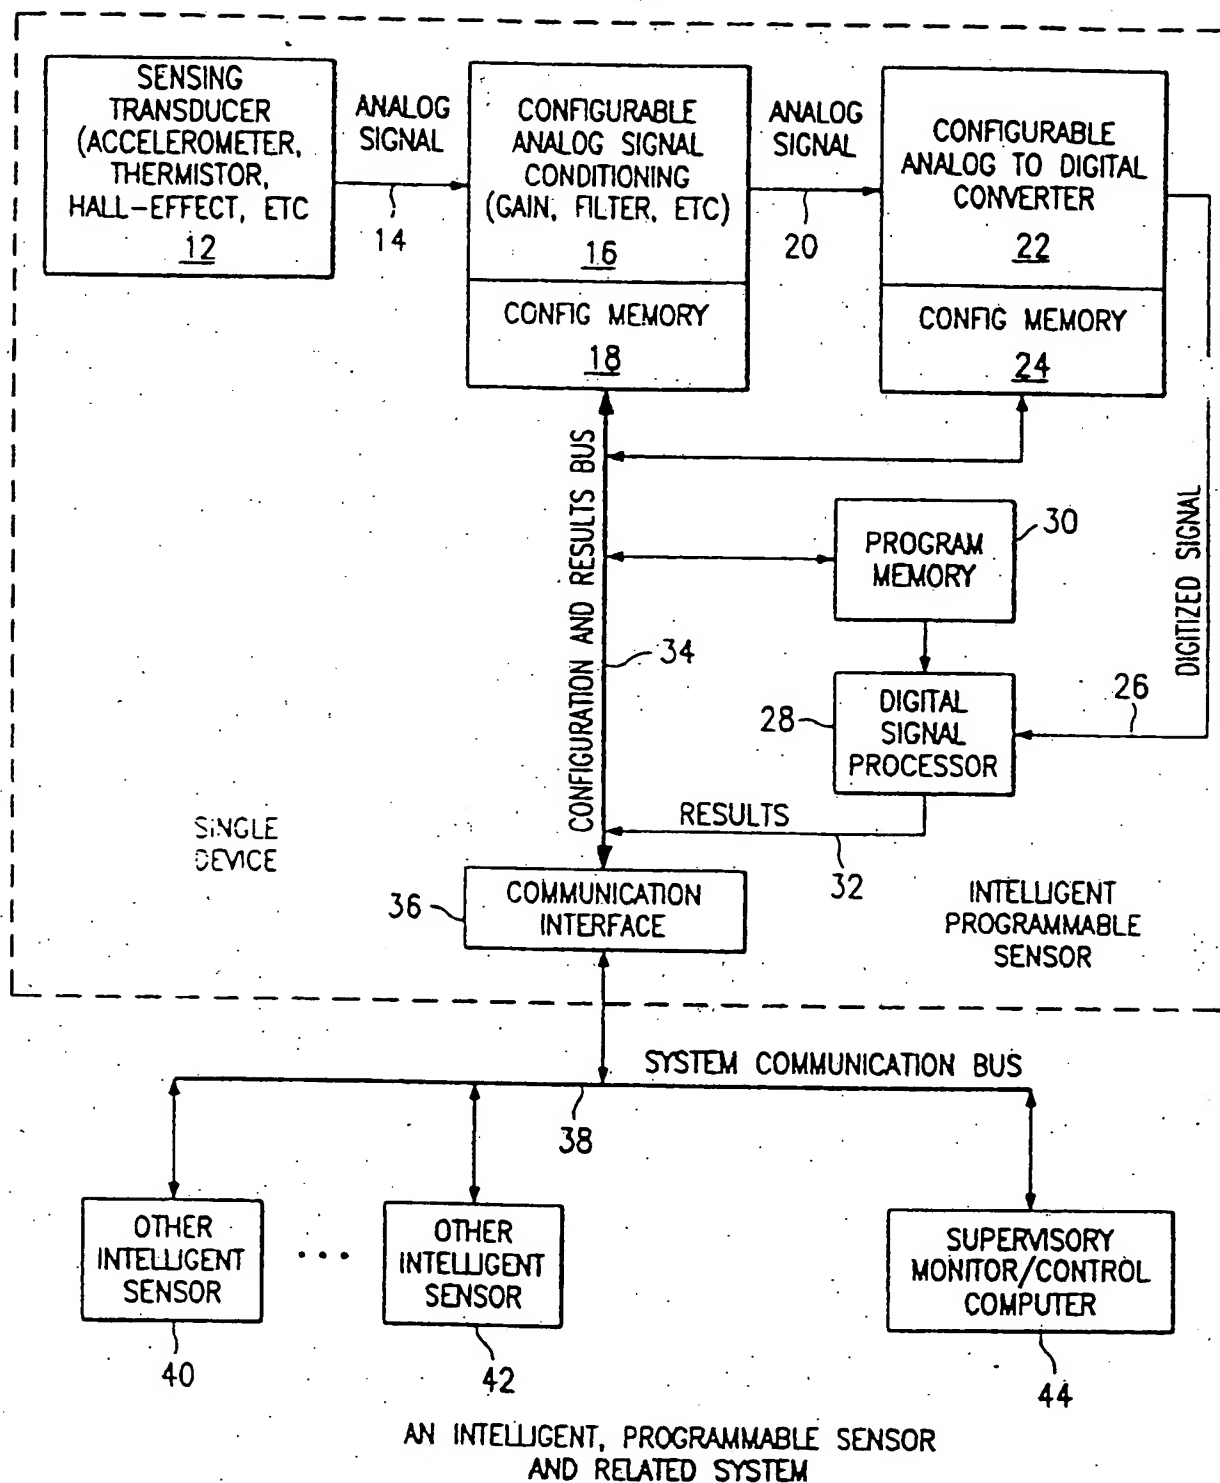 SENSING
TRANSDUCER
(ACCELEROMETER,
THERMISTOR,
HALL-EFFECT, ETC
12
ANALOG
SIGNAL
14
CONFIGURABLE
ANALOG SIGNAL
CONDITIONING
(GAIN, FILTER, ETC)
16
CONFIG MEMORY
18
ANALOG
SIGNAL
20
CONFIGURABLE
ANALOG TO DIGITAL
CONVERTER
22
CONFIG MEMORY
24
CONFIGURATION AND RESULTS BUS
34
PROGRAM
MEMORY
30
DIGITIZED SIGNAL
26
DIGITAL
SIGNAL
PROCESSOR
28
RESULTS
32
SINGLE
DEVICE
COMMUNICATION
INTERFACE
36
INTELLIGENT
PROGRAMMABLE
SENSOR
SYSTEM COMMUNICATION BUS
38
OTHER
INTELLIGENT
SENSOR
40
OTHER
INTELLIGENT
SENSOR
42
SUPERVISORY
MONITOR/CONTROL
COMPUTER
44
AN INTELLIGENT, PROGRAMMABLE SENSOR
AND RELATED SYSTEM